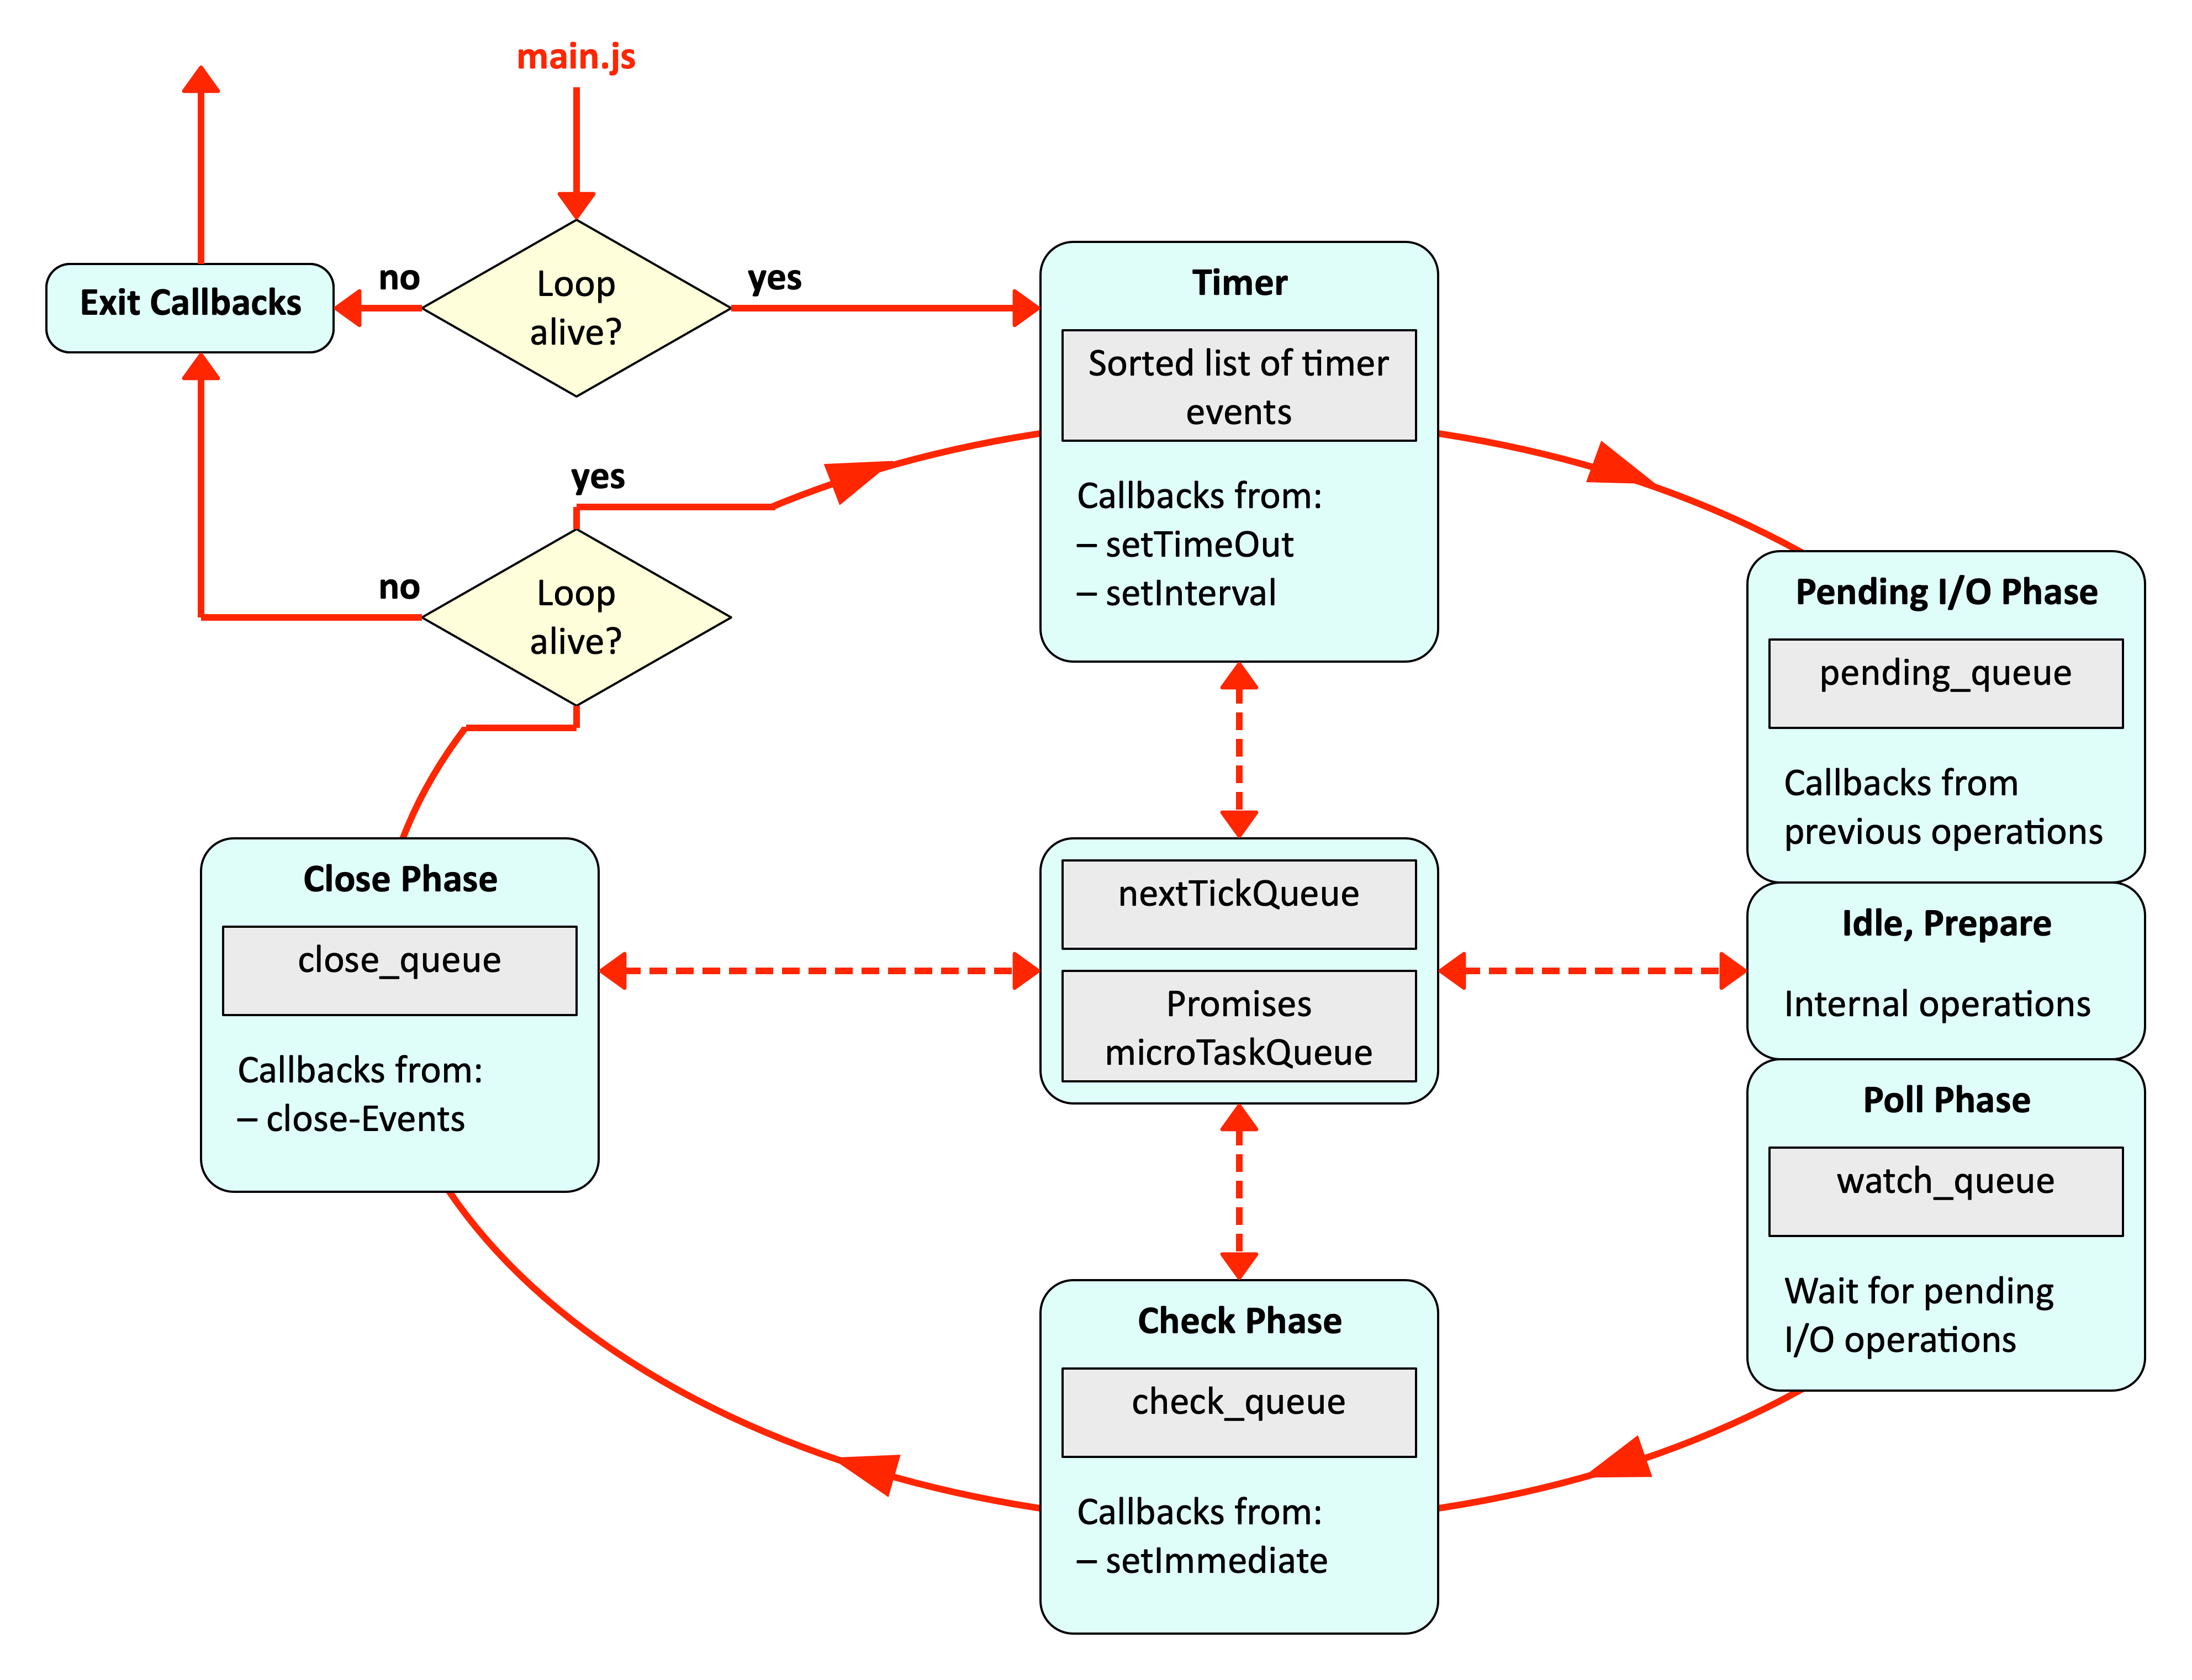 main.js
no
Loop
alive?
yes
Exit Callbacks
Timer
Sorted list of timer
events
Callbacks from:
– setTimeOut
– setInterval
yes
no
Loop
alive?
Pending I/O Phase
pending_queue
Callbacks from
previous operations
Idle, Prepare
Internal operations
Poll Phase
watch_queue
Wait for pending
I/O operations
nextTickQueue
Promises
microTaskQueue
Close Phase
close_queue
Callbacks from:
– close-Events
Check Phase
check_queue
Callbacks from:
– setImmediate